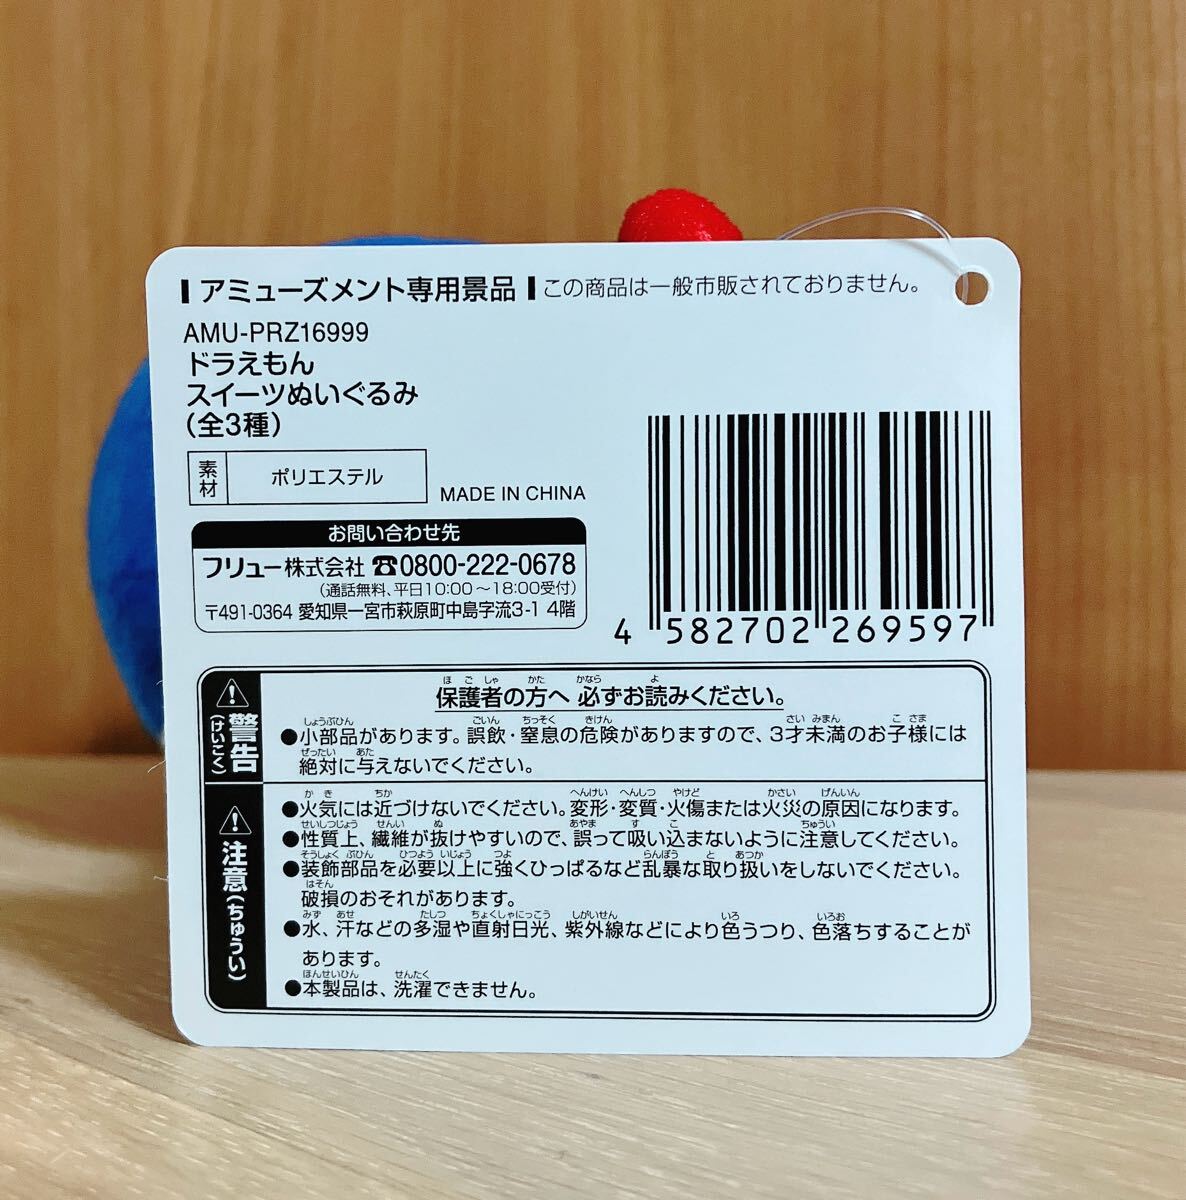 アミューズメント専用景品 この商品は一般市販されておりません。
AMU-PRZ16999
ドラえもん
スイーツぬいぐるみ
(全3種)
素材 ポリエステル
MADE IN CHINA
お問い合わせ先
フリュー株式会社 ☎0800-222-0678
(通話無料、平日10:00～18:00受付)
〒491-0364 愛知県一宮市萩原町中島字流3-1 4階
4 582702 269597
ほごしゃ かた かなら よ
保護者の方へ 必ずお読みください。
警告(けいこく)
しょうぶひん ごいん ちっそく きけん さい みまん こ さま
●小部品があります。誤飲・窒息の危険がありますので、3才未満のお子様には
ぜったい あた
絶対に与えないでください。
注意(ちゅうい)
か き ちか へんけい へんしつ やけど かさい げんいん
●火気には近づけないでください。変形・変質・火傷または火災の原因になります。
せいしつじょう せんい ぬ あやま す こ ちゅうい
●性質上、繊維が抜けやすいので、誤って吸い込まないように注意してください。
そうしょく ぶひん ひつよう いじょう つよ らんぼう と あつか
●装飾部品を必要以上に強くひっぱるなど乱暴な取り扱いをしないでください。
はそん
破損のおそれがあります。
みず あせ たしつ ちょくしゃにっこう しがいせん いろ いろお
●水、汗などの多湿や直射日光、紫外線などにより色うつり、色落ちすることが
あります。
ほんせいひん せんたく
●本製品は、洗濯できません。